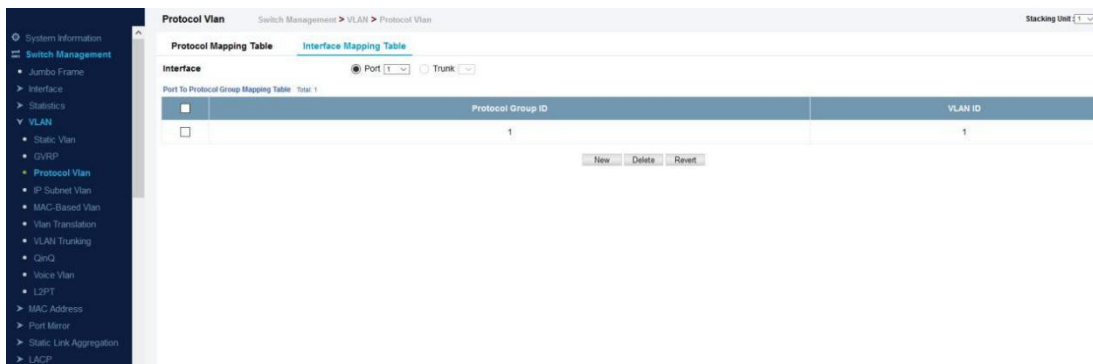 Protocol Vlan Switch Management > VLAN > Protocol Vlan Stacking Unit : 1
System Information
Switch Management
Jumbo Frame
Interface
Statistics
VLAN
Static Vlan
GVRP
Protocol Vlan
IP Subnet Vlan
MAC-Based Vlan
Vlan Translation
VLAN Trunking
QinQ
Voice Vlan
L2PT
MAC Address
Port Mirror
Static Link Aggregation
LACP
Protocol Mapping Table Interface Mapping Table
Interface Port 1 Trunk
Port To Protocol Group Mapping Table Total: 1
Protocol Group ID VLAN ID
1 1
New Delete Revert